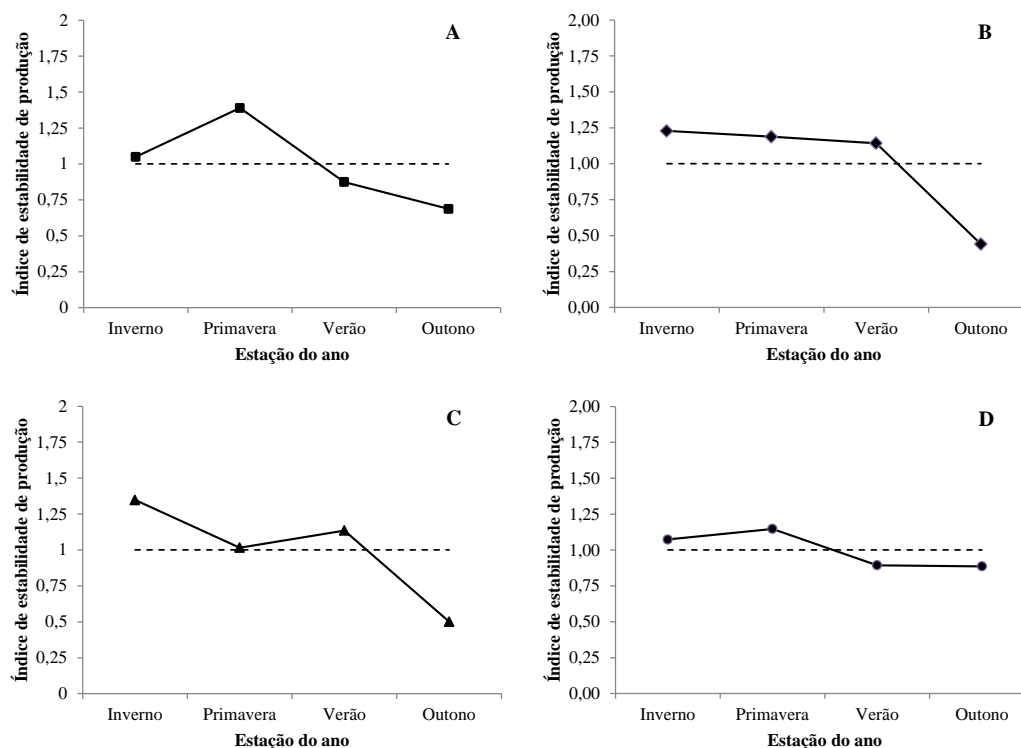 A
Índice de estabilidade de produção
2
1,75
1,5
1,25
1
0,75
0,5
0,25
0
Inverno Primavera Verão Outono
Estação do ano
B
Índice de estabilidade de produção
2,00
1,75
1,50
1,25
1,00
0,75
0,50
0,25
0,00
Inverno Primavera Verão Outono
Estação do ano
C
Índice de estabilidade de produção
2
1,75
1,5
1,25
1
0,75
0,5
0,25
0
Inverno Primavera Verão Outono
Estação do ano
D
Índice de estabilidade de produção
2,00
1,75
1,50
1,25
1,00
0,75
0,50
0,25
0,00
Inverno Primavera Verão Outono
Estação do ano